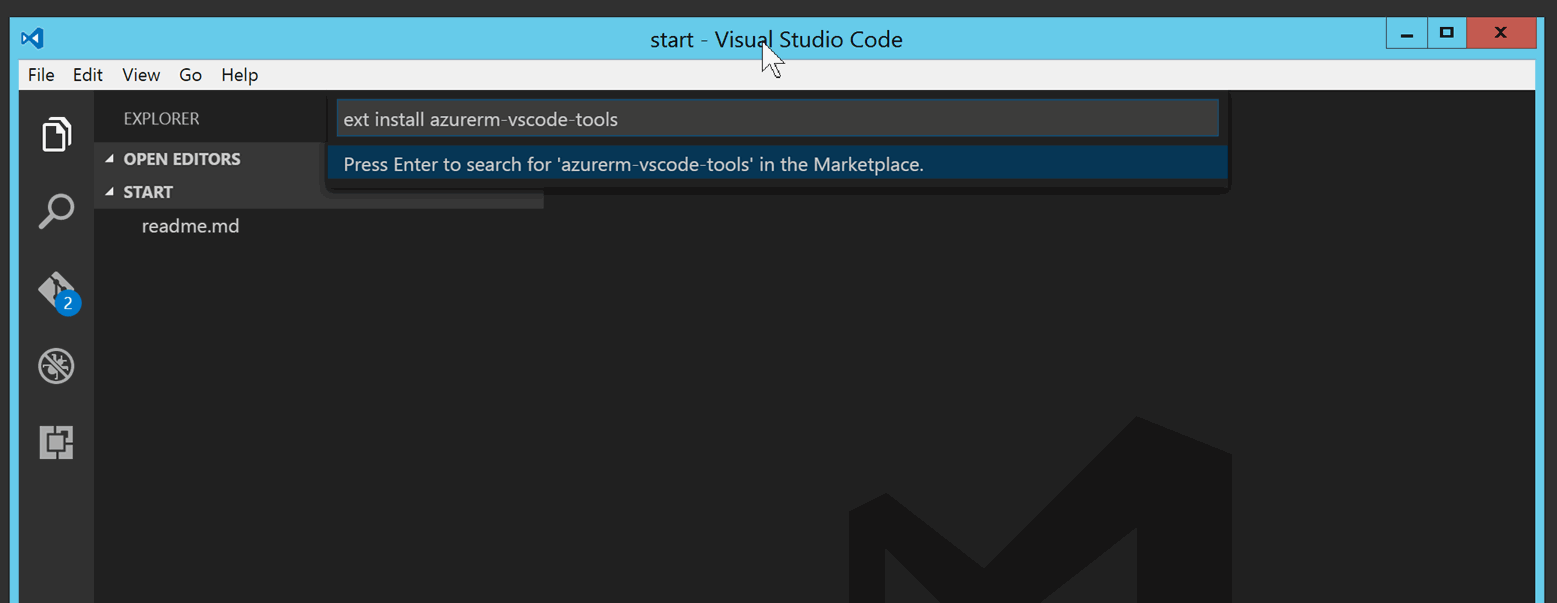 start - Visual Studio Code
File Edit View Go Help
EXPLORER
ext install azurerm-vscode-tools
OPEN EDITORS
Press Enter to search for 'azurerm-vscode-tools' in the Marketplace.
START
readme.md
2